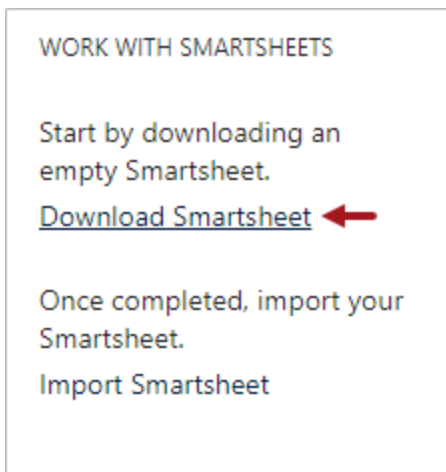 WORK WITH SMARTSHEETS
Start by downloading an
empty Smartsheet.
Download Smartsheet
Once completed, import your
Smartsheet.
Import Smartsheet